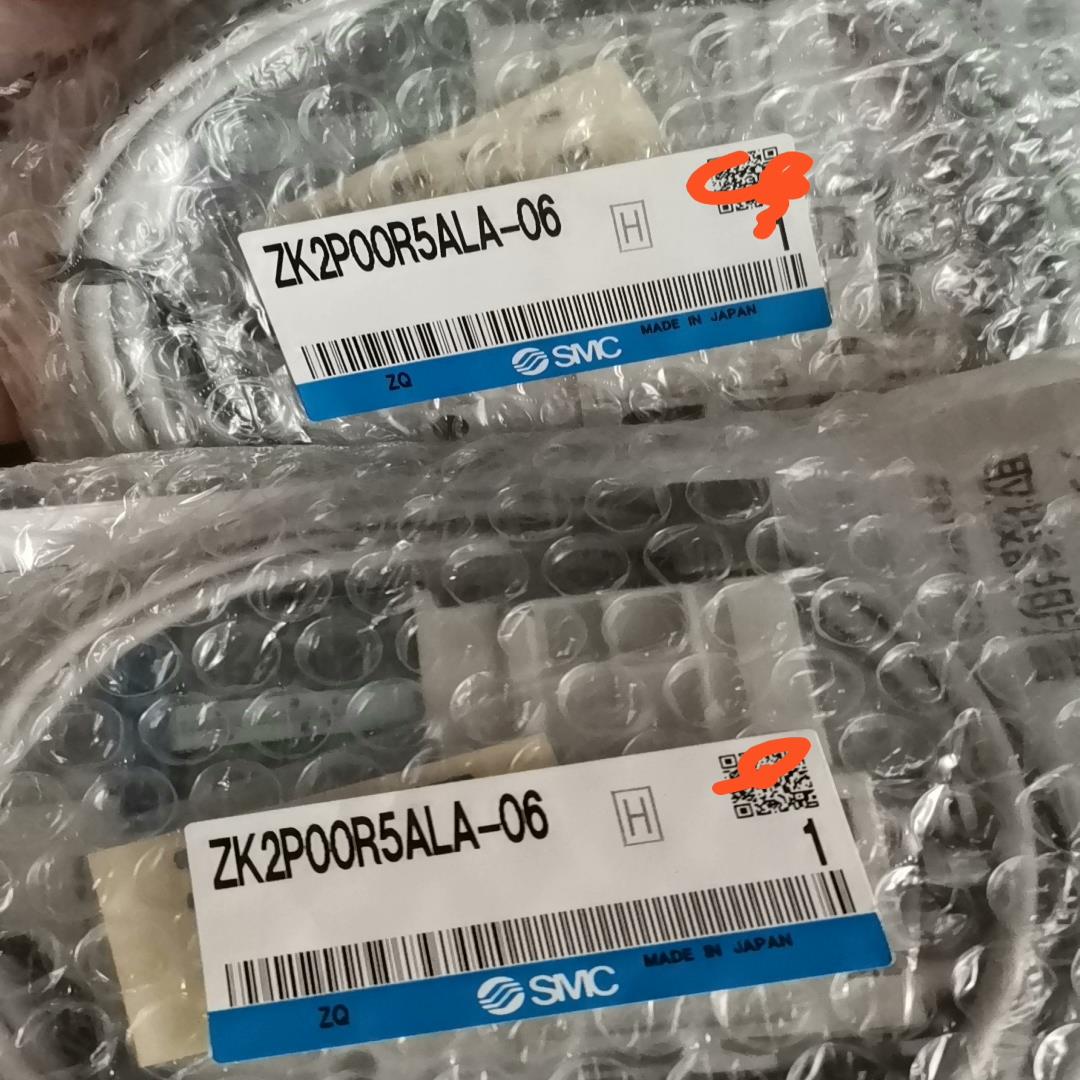 ZK2P00R5ALA-06
H
1
MADE IN JAPAN
SMC
ZQ
ZK2P00R5ALA-06
H
1
MADE IN JAPAN
SMC
ZQ